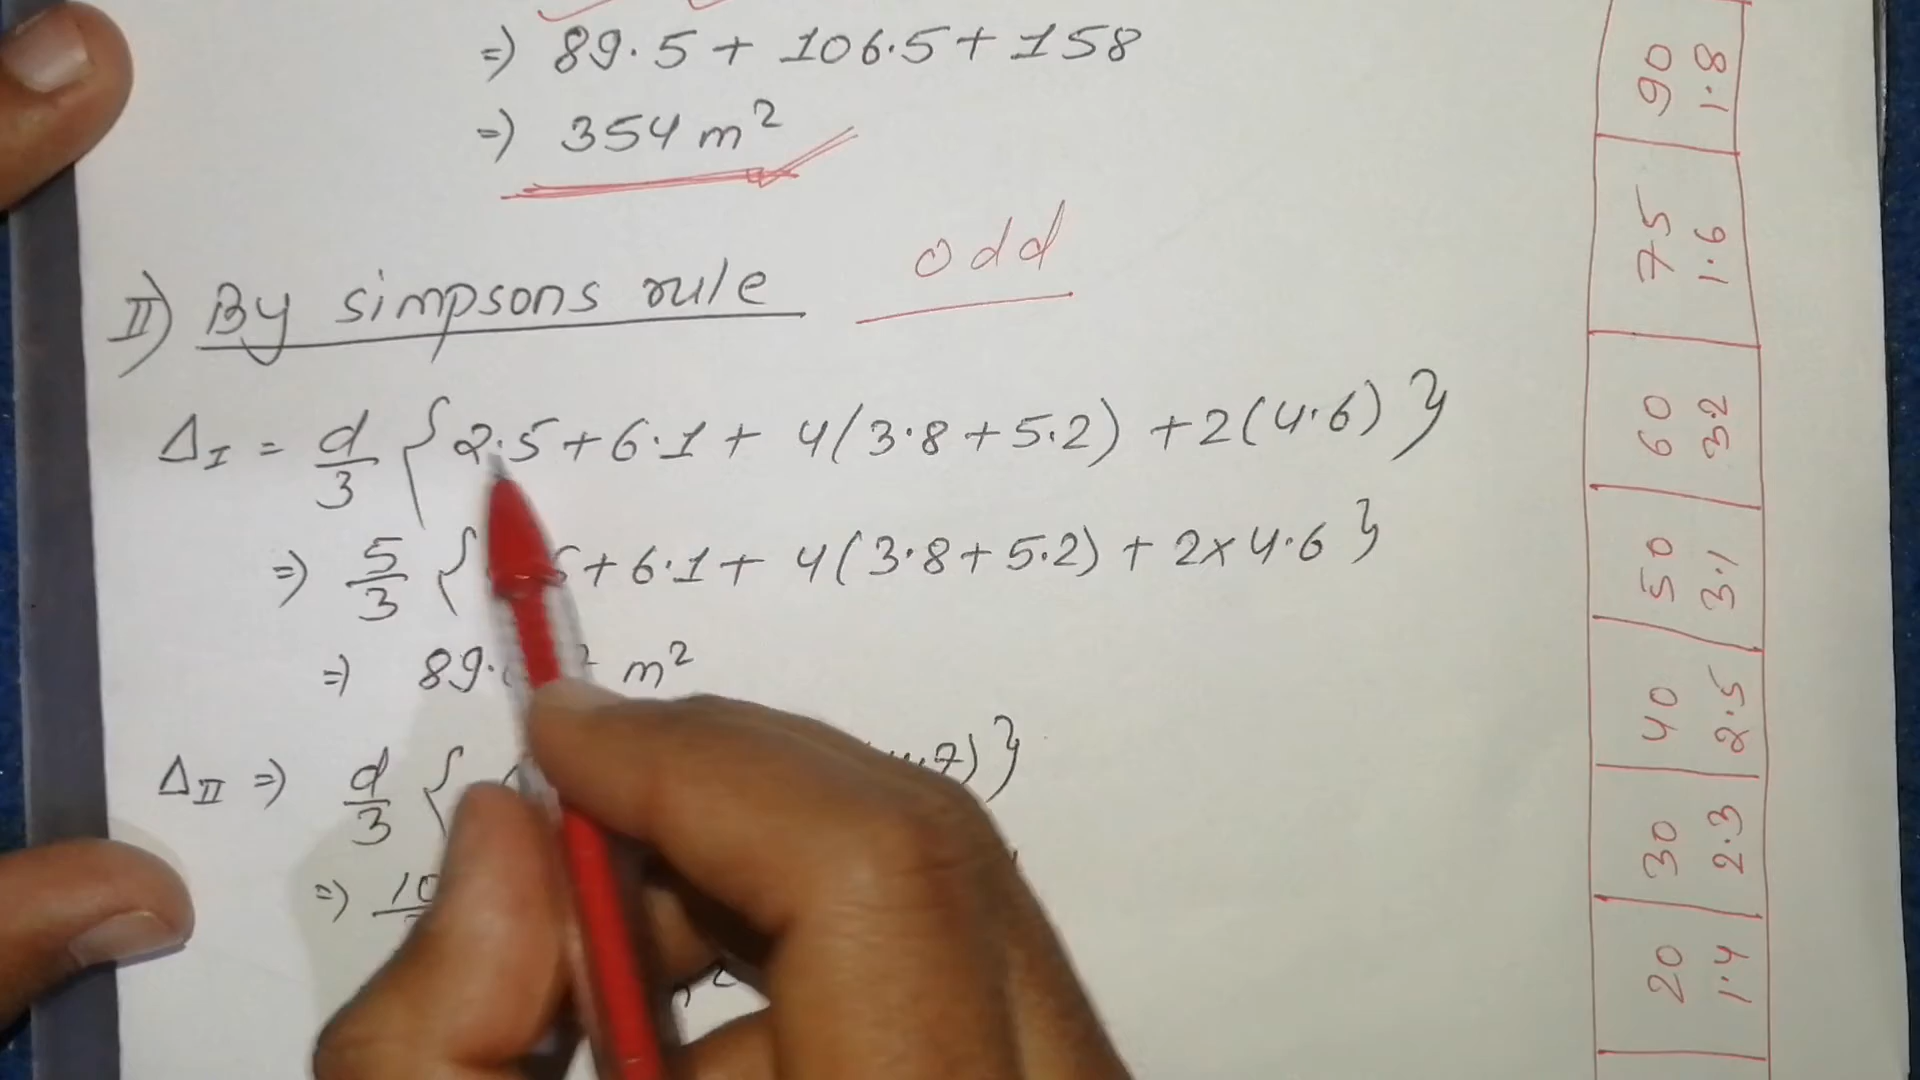 =) 89.5 + 106.5 + 158
=) 354 m²
odd
II) By simpsons rule
Δ_I = d/3 { 2.5 + 6.1 + 4(3.8 + 5.2) + 2(4.6) }
=) 5/3 { + 6.1 + 4(3.8 + 5.2) + 2 x 4.6 }
=) 89. m²
Δ_II =) d/3 { }
=) 10
90 1.8
75 1.6
60 3.2
50 3.1
40 2.5
30 2.3
20 1.4